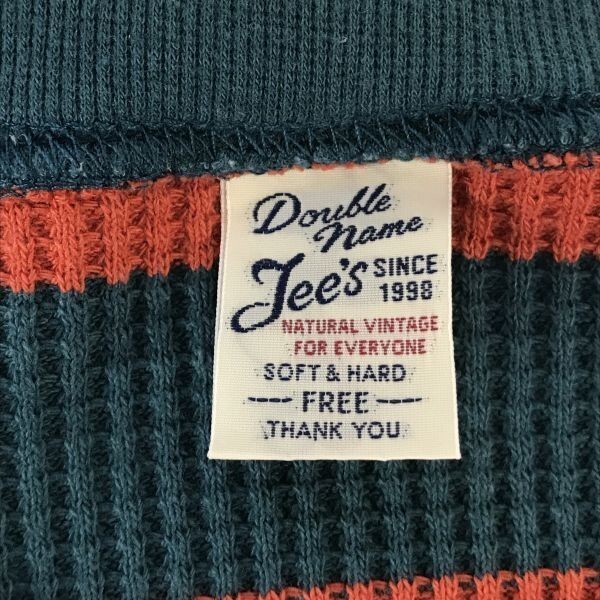 Double
Name
Jee's SINCE
1998
NATURAL VINTAGE
FOR EVERYONE
SOFT & HARD
FREE
THANK YOU